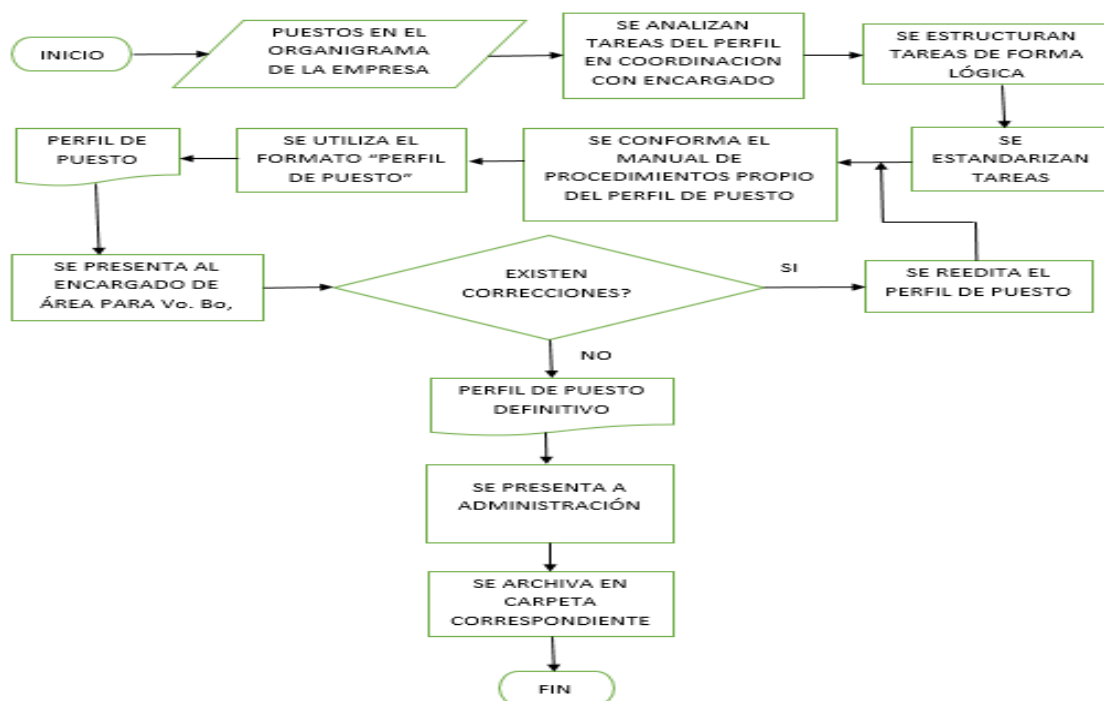 INICIO
PUESTOS EN EL
ORGANIGRAMA
DE LA EMPRESA
SE ANALIZAN
TAREAS DEL PERFIL
EN COORDINACION
CON ENCARGADO
SE ESTRUCTURAN
TAREAS DE FORMA
LÓGICA
SE
ESTANDARIZAN
TAREAS
SE CONFORMA EL
MANUAL DE
PROCEDIMIENTOS PROPIO
DEL PERFIL DE PUESTO
SE UTILIZA EL
FORMATO “PERFIL
DE PUESTO”
PERFIL DE
PUESTO
SE PRESENTA AL
ENCARGADO DE
ÁREA PARA Vo. Bo,
EXISTEN
CORRECCIONES?
SI
SE REEDITA EL
PERFIL DE PUESTO
NO
PERFIL DE PUESTO
DEFINITIVO
SE PRESENTA A
ADMINISTRACIÓN
SE ARCHIVA EN
CARPETA
CORRESPONDIENTE
FIN